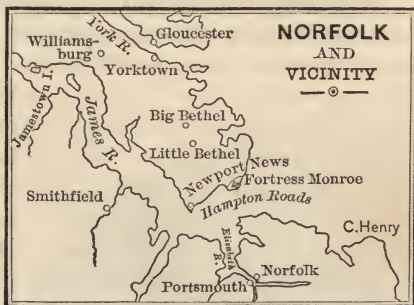 NORFOLK
AND
VICINITY
York R.
Gloucester
Williams-
burg
Yorktown
Jamestown I.
James R.
Big Bethel
Little Bethel
Newport News
Fortress Monroe
Hampton Roads
Smithfield
C. Henry
Elizabeth
R.
Norfolk
Portsmouth